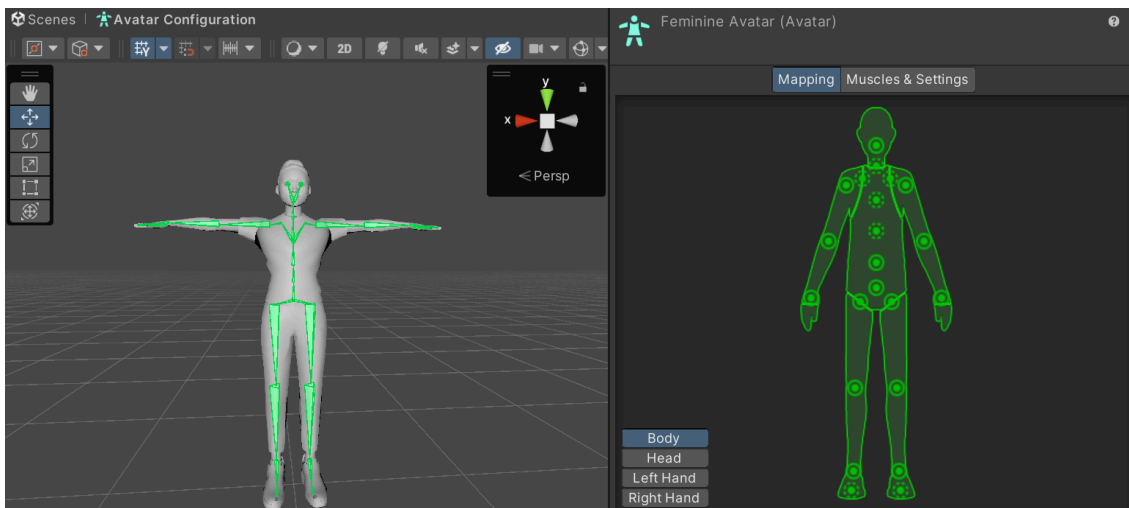 Scenes Avatar Configuration
2D
y
x
Persp
Feminine Avatar (Avatar)
Mapping Muscles & Settings
Body
Head
Left Hand
Right Hand